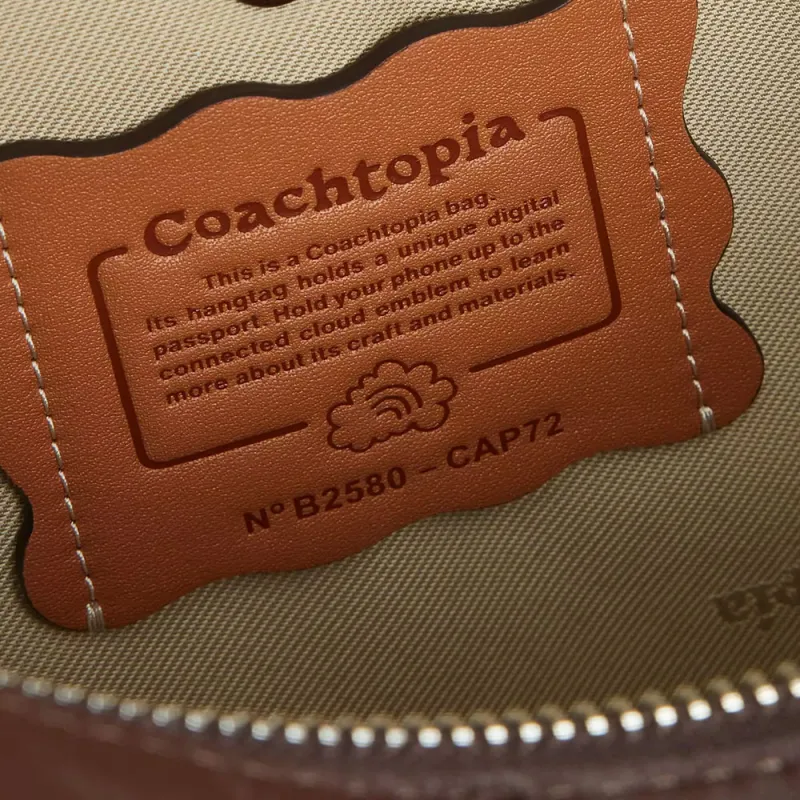 Coachtopia
This is a Coachtopia bag.
Its hangtag holds a unique digital
passport. Hold your phone up to the
connected cloud emblem to learn
more about its craft and materials.
Nº B2580 – CAP72